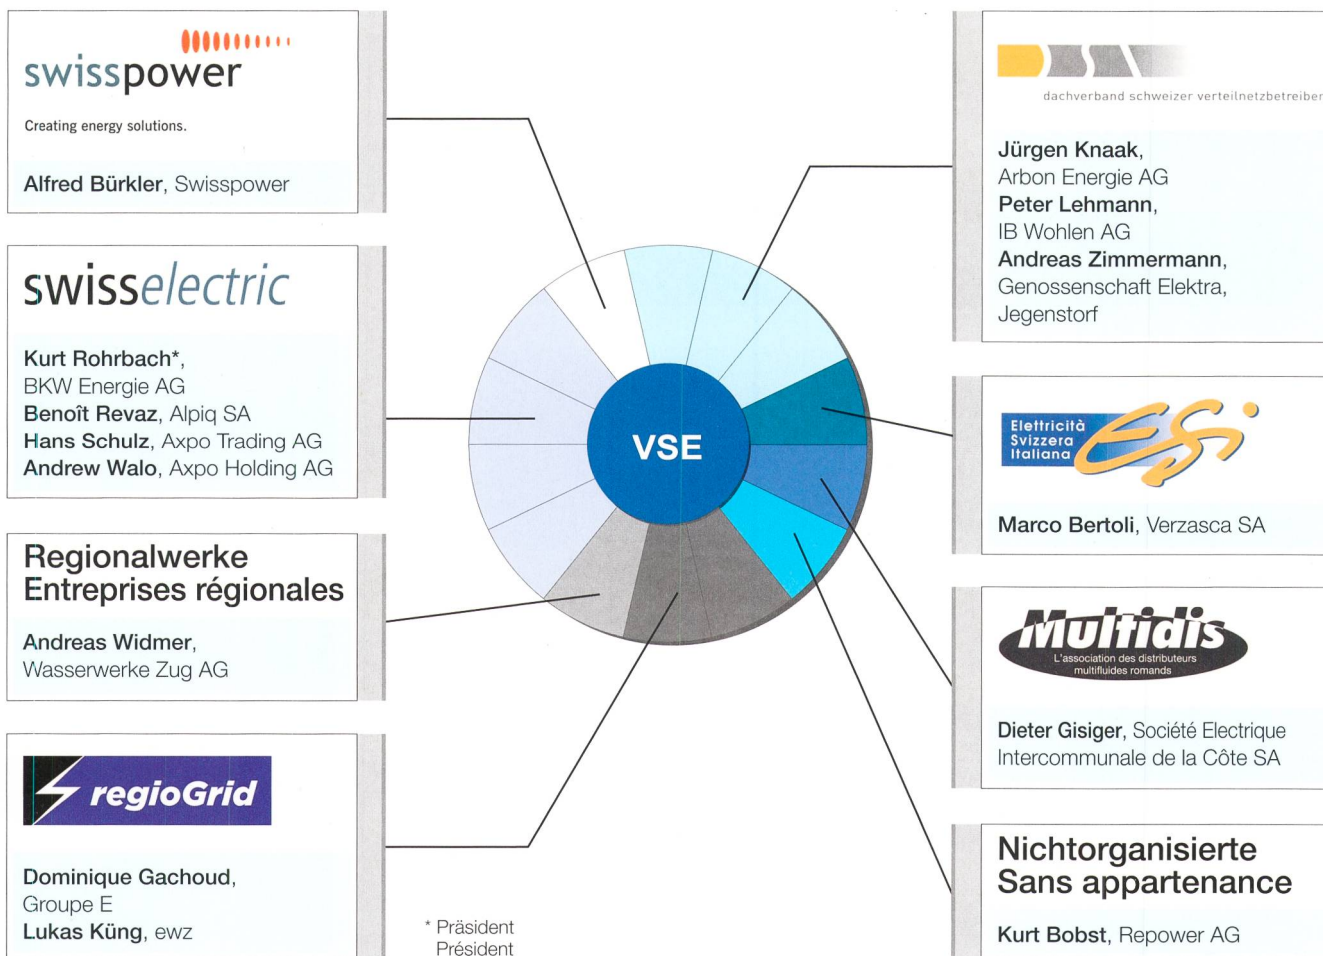 swisspower
Creating energy solutions.
Alfred Bürkler, Swisspower
swisselectric
Kurt Rohrbach*,
BKW Energie AG
Benoît Revaz, Alpiq SA
Hans Schulz, Axpo Trading AG
Andrew Walo, Axpo Holding AG
Regionalwerke
Entreprises régionales
Andreas Widmer,
Wasserwerke Zug AG
regioGrid
Dominique Gachoud,
Groupe E
Lukas Küng, ewz
VSE
* Präsident
Président
DSV
dachverband schweizer verteilnetzbetreiber
Jürgen Knaak,
Arbon Energie AG
Peter Lehmann,
IB Wohlen AG
Andreas Zimmermann,
Genossenschaft Elektra,
Jegenstorf
Elettricità
Svizzera
Italiana
ESi
Marco Bertoli, Verzasca SA
Multidis
L'association des distributeurs
multifluides romands
Dieter Gisiger, Société Electrique
Intercommunale de la Côte SA
Nichtorganisierte
Sans appartenance
Kurt Bobst, Repower AG